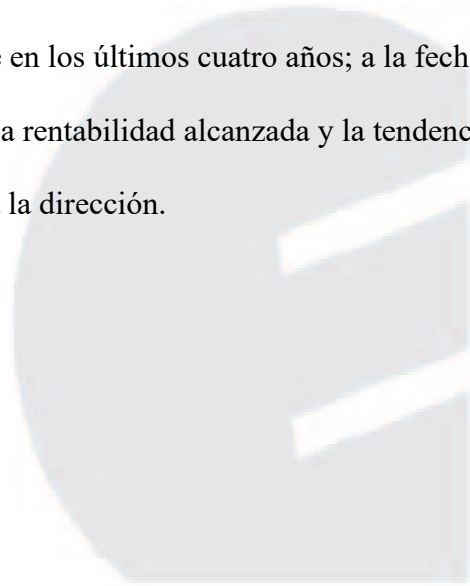 e en los últimos cuatro años; a la fech
a rentabilidad alcanzada y la tendenc
la dirección.